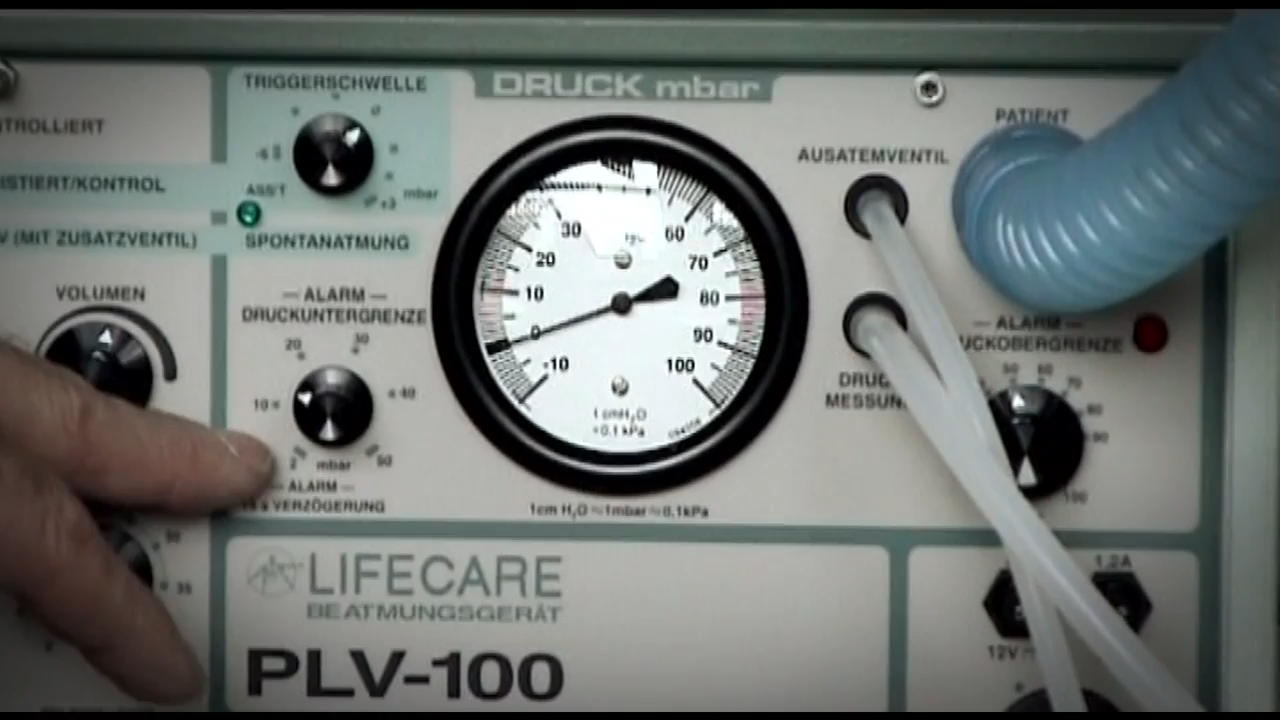 TRIGGERSCHWELLE
DRUCK mbar
PATIENT
TROLLIERT
AUSATEMVENTIL
ISTIERT/KONTROL
ASS'T
mbar
V (MIT ZUSATZVENTIL)
SPONTANATMUNG
VOLUMEN
— ALARM —
DRUCKUNTERGRENZE
20
30
10
40
2
mbar
50
— ALARM —
VERZÖGERUNG
30
60
20
70
10
80
0
90
-10
100
1 cmH2O
=0.1 kPa
1cm H2O ≈ 1mbar ≈ 0,1kPa
— ALARM —
UCKOBERGRENZE
DRUC
MESSUN
50
60
70
80
90
100
35
LIFECARE
BEATMUNGSGERÄT
PLV-100
1,2A
12V